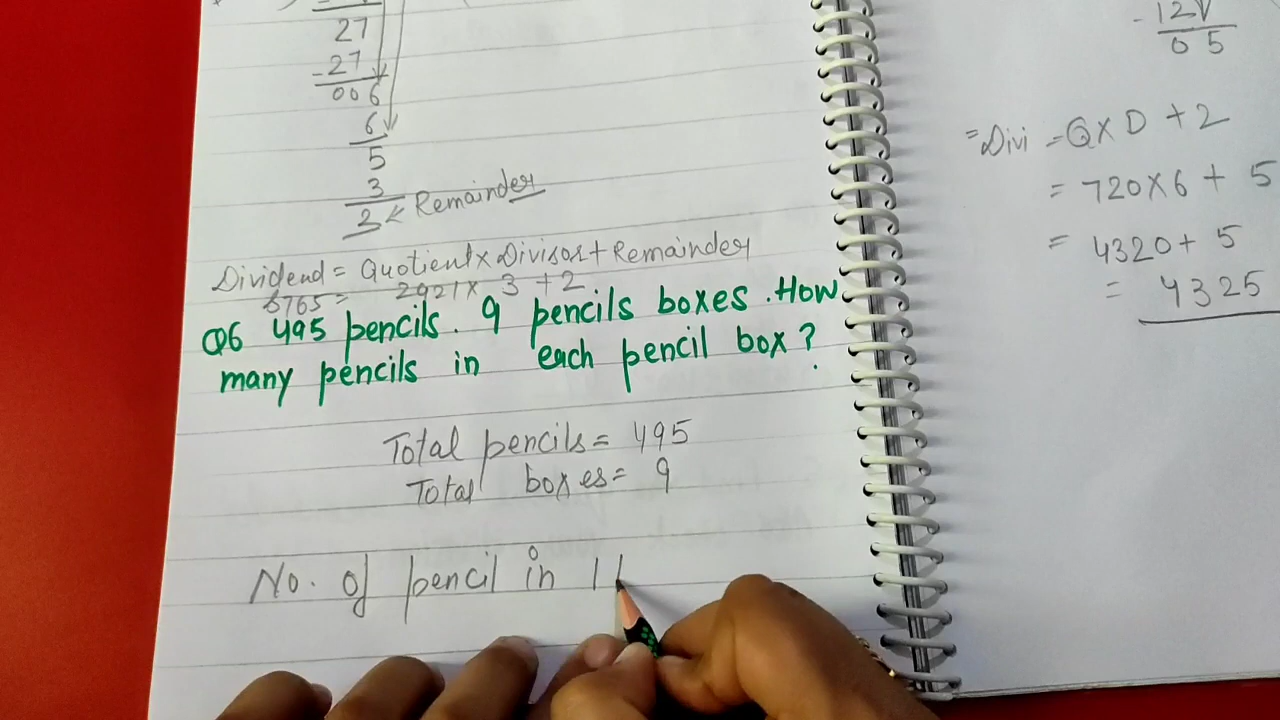 27
-27
006
6
5
3
2 ← Remainder
Dividend = Quotient × Divisor + Remainder
8765 = 2921 × 3 + 2
Q6 495 pencils. 9 pencils boxes. How
many pencils in each pencil box?
Total pencils = 495
Total boxes = 9
No. of pencil in 1
-12
05
= Divi = Q × D + 2
= 720 × 6 + 5
= 4320 + 5
= 4325